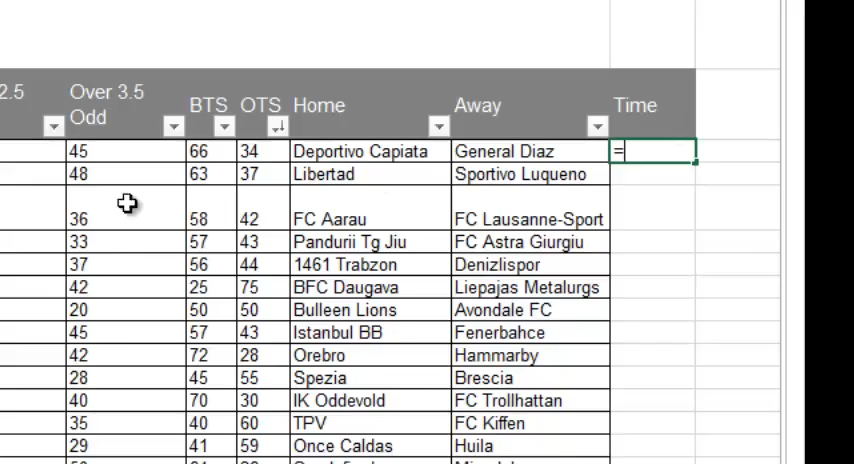 2.5 Over 3.5 Odd BTS OTS Home Away Time
45 66 34 Deportivo Capiata General Diaz =
48 63 37 Libertad Sportivo Luqueno
36 58 42 FC Aarau FC Lausanne-Sport
33 57 43 Pandurii Tg Jiu FC Astra Giurgiu
37 56 44 1461 Trabzon Denizlispor
42 25 75 BFC Daugava Liepajas Metalurgs
20 50 50 Bulleen Lions Avondale FC
45 57 43 Istanbul BB Fenerbahce
42 72 28 Orebro Hammarby
28 45 55 Spezia Brescia
40 70 30 IK Oddevold FC Trollhattan
35 40 60 TPV FC Kiffen
29 41 59 Once Caldas Huila